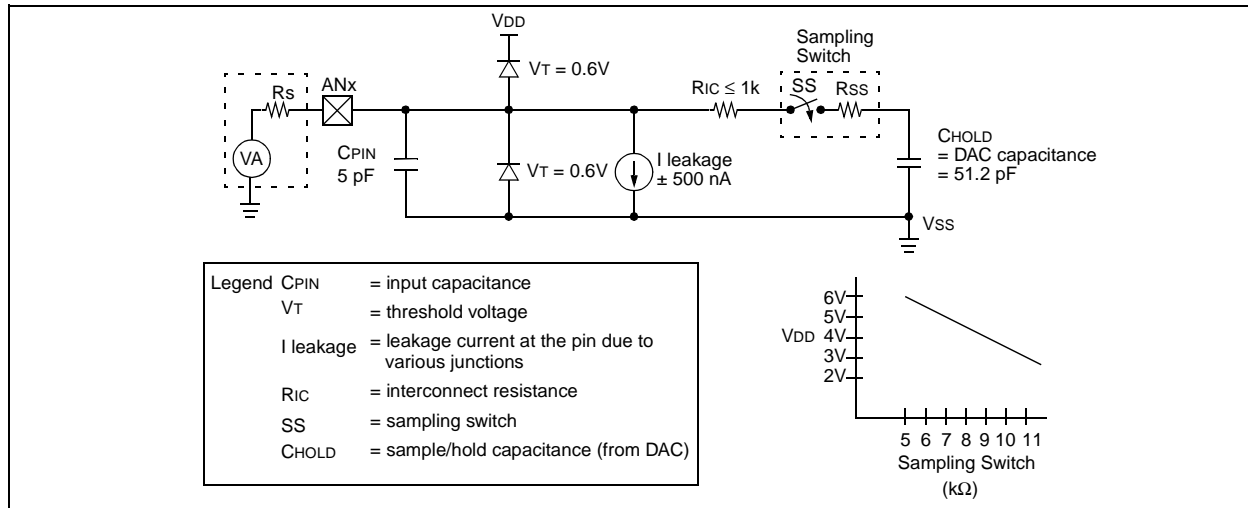 VDD
Sampling
Switch
VT = 0.6V
RIC ≤ 1k
SS
RSS
Rs
ANx
VA
CPIN
5 pF
VT = 0.6V
I leakage
± 500 nA
CHOLD
= DAC capacitance
= 51.2 pF
VSS
Legend CPIN = input capacitance
VT = threshold voltage
I leakage = leakage current at the pin due to
various junctions
RIC = interconnect resistance
SS = sampling switch
CHOLD = sample/hold capacitance (from DAC)
6V
5V
VDD 4V
3V
2V
5 6 7 8 9 10 11
Sampling Switch
(kΩ)